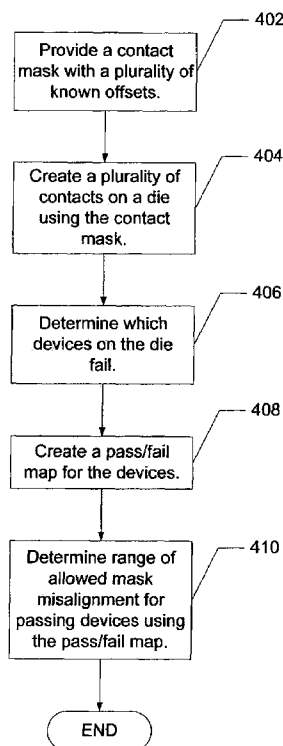 402
Provide a contact
mask with a plurality of
known offsets.
404
Create a plurality of
contacts on a die
using the contact
mask.
406
Determine which
devices on the die
fail.
408
Create a pass/fail
map for the devices.
410
Determine range of
allowed mask
misalignment for
passing devices using
the pass/fail map.
END